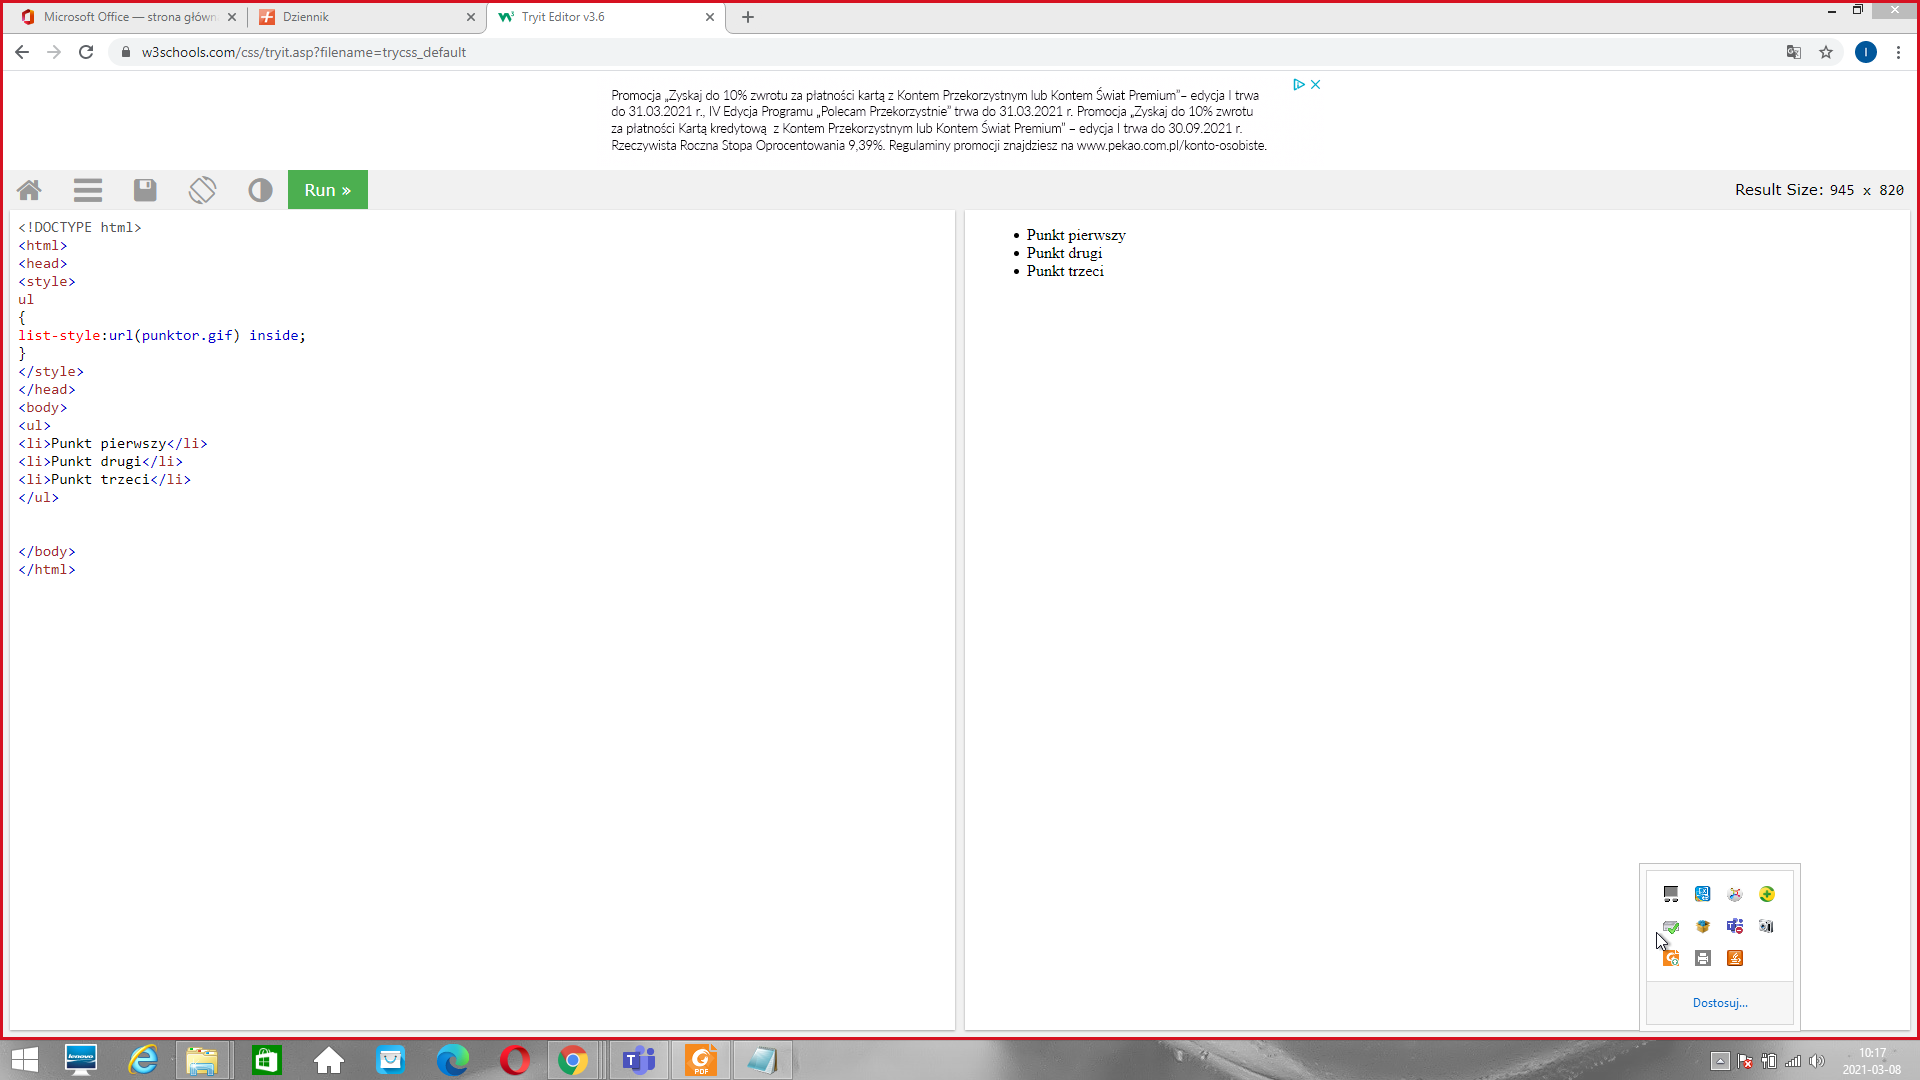 Microsoft Office — strona główn
Dziennik
Tryit Editor v3.6
w3schools.com/css/tryit.asp?filename=trycss_default
I
Promocja „Zyskaj do 10% zwrotu za płatności kartą z Kontem Przekorzystnym lub Kontem Świat Premium”– edycja I trwa
do 31.03.2021 r., IV Edycja Programu „Polecam Przekorzystnie” trwa do 31.03.2021 r. Promocja „Zyskaj do 10% zwrotu
za płatności Kartą kredytową z Kontem Przekorzystnym lub Kontem Świat Premium” – edycja I trwa do 30.09.2021 r.
Rzeczywista Roczna Stopa Oprocentowania 9,39%. Regulaminy promocji znajdziesz na www.pekao.com.pl/konto-osobiste.
Run »
Result Size: 945 x 820
<!DOCTYPE html>
<html>
<head>
<style>
ul
{
list-style:url(punktor.gif) inside;
}
</style>
</head>
<body>
<ul>
<li>Punkt pierwszy</li>
<li>Punkt drugi</li>
<li>Punkt trzeci</li>
</ul>
</body>
</html>
• Punkt pierwszy
• Punkt drugi
• Punkt trzeci
Dostosuj...
lenovo
PDF
10:17
2021-03-08